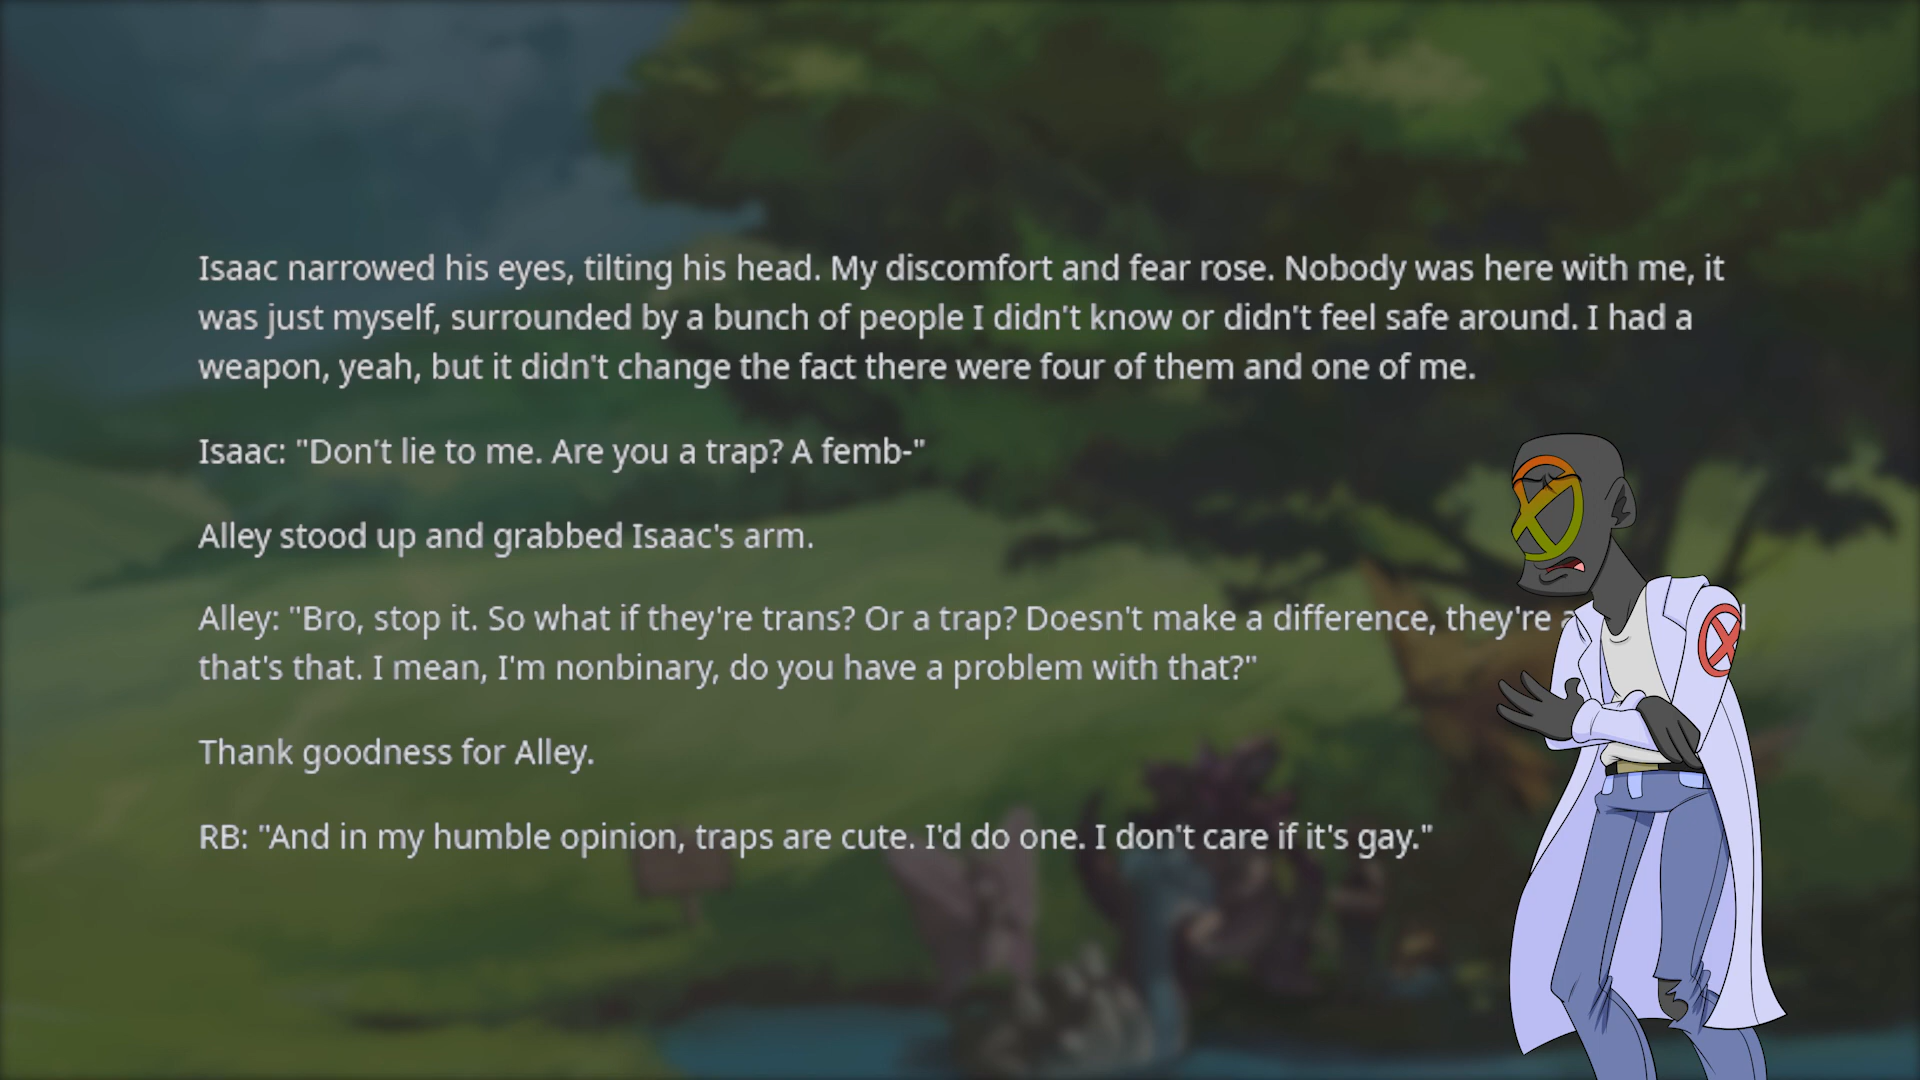 Isaac narrowed his eyes, tilting his head. My discomfort and fear rose. Nobody was here with me, it
was just myself, surrounded by a bunch of people I didn't know or didn't feel safe around. I had a
weapon, yeah, but it didn't change the fact there were four of them and one of me.
Isaac: "Don't lie to me. Are you a trap? A femb-"
Alley stood up and grabbed Isaac's arm.
Alley: "Bro, stop it. So what if they're trans? Or a trap? Doesn't make a difference, they're
that's that. I mean, I'm nonbinary, do you have a problem with that?"
Thank goodness for Alley.
RB: "And in my humble opinion, traps are cute. I'd do one. I don't care if it's gay."